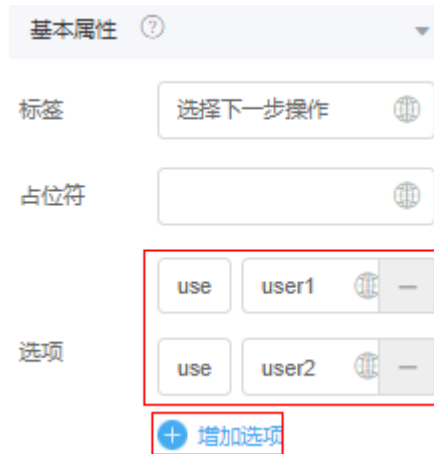 基本属性 ?
标签 选择下一步操作
占位符
use user1
选项
use user2
增加选项